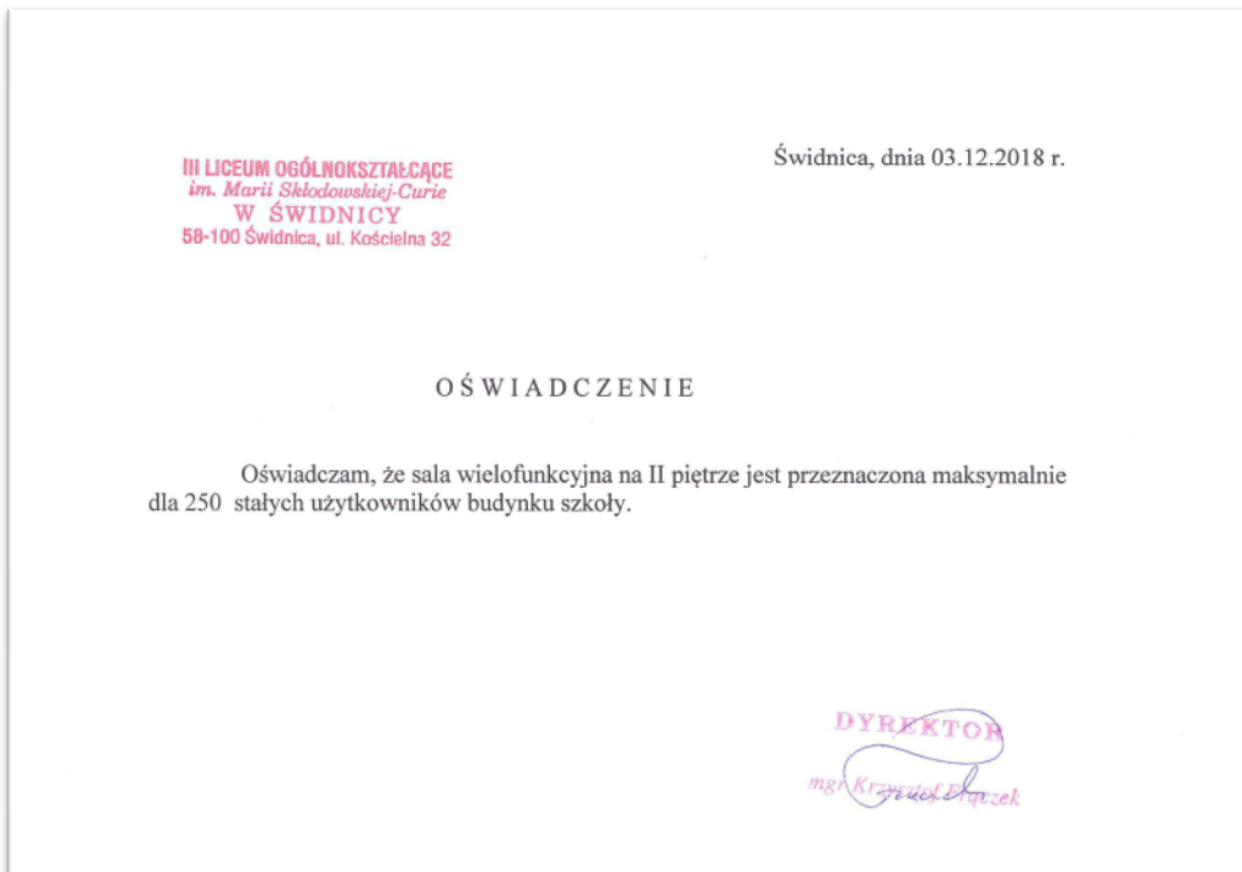 Świdnica, dnia 03.12.2018 r.
III LICEUM OGÓLNOKSZTAŁCĄCE
im. Marii Skłodowskiej-Curie
W ŚWIDNICY
58-100 Świdnica, ul. Kościelna 32
OŚWIADCZENIE
Oświadczam, że sala wielofunkcyjna na II piętrze jest przeznaczona maksymalnie
dla 250 stałych użytkowników budynku szkoły.
DYREKTOR
mgr Krzysztof Frączek